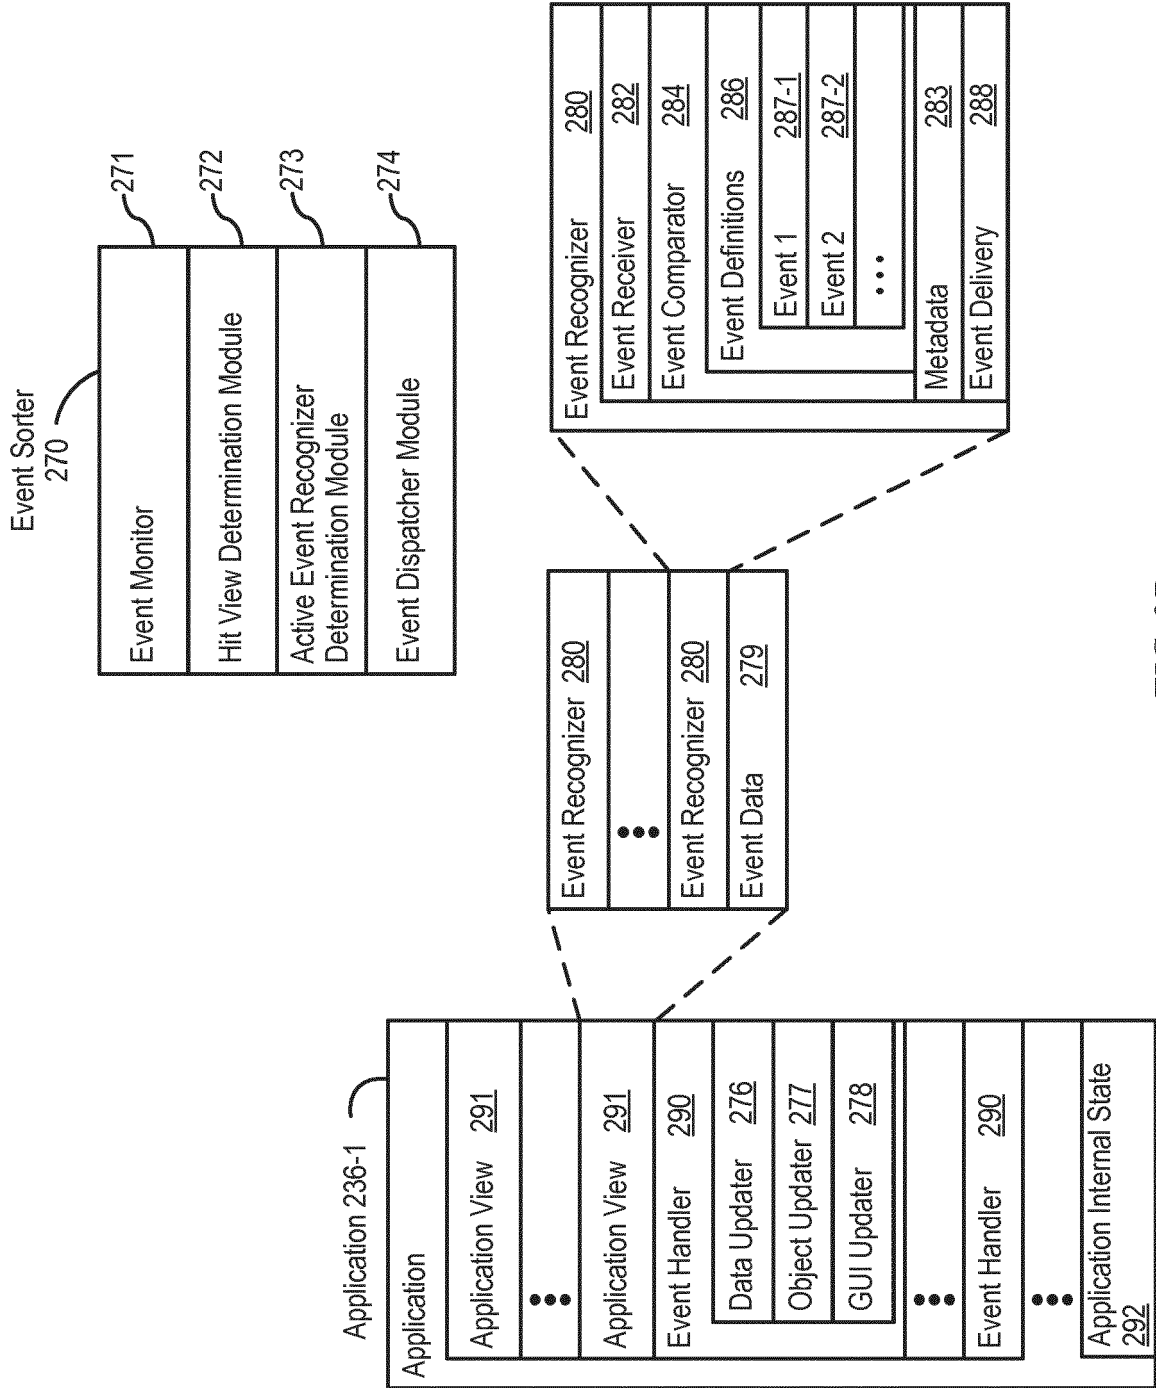 Event Sorter
270
Event Monitor
271
Hit View Determination Module
272
Active Event Recognizer
Determination Module
273
Event Dispatcher Module
274
Application 236-1
Application
Application View 291
•••
Application View 291
Event Handler 290
Data Updater 276
Object Updater 277
GUI Updater 278
•••
Event Handler 290
•••
Application Internal State
292
Event Recognizer 280
•••
Event Recognizer 280
Event Data 279
Event Recognizer 280
Event Receiver 282
Event Comparator 284
Event Definitions 286
Event 1 287-1
Event 2 287-2
•••
Metadata 283
Event Delivery 288